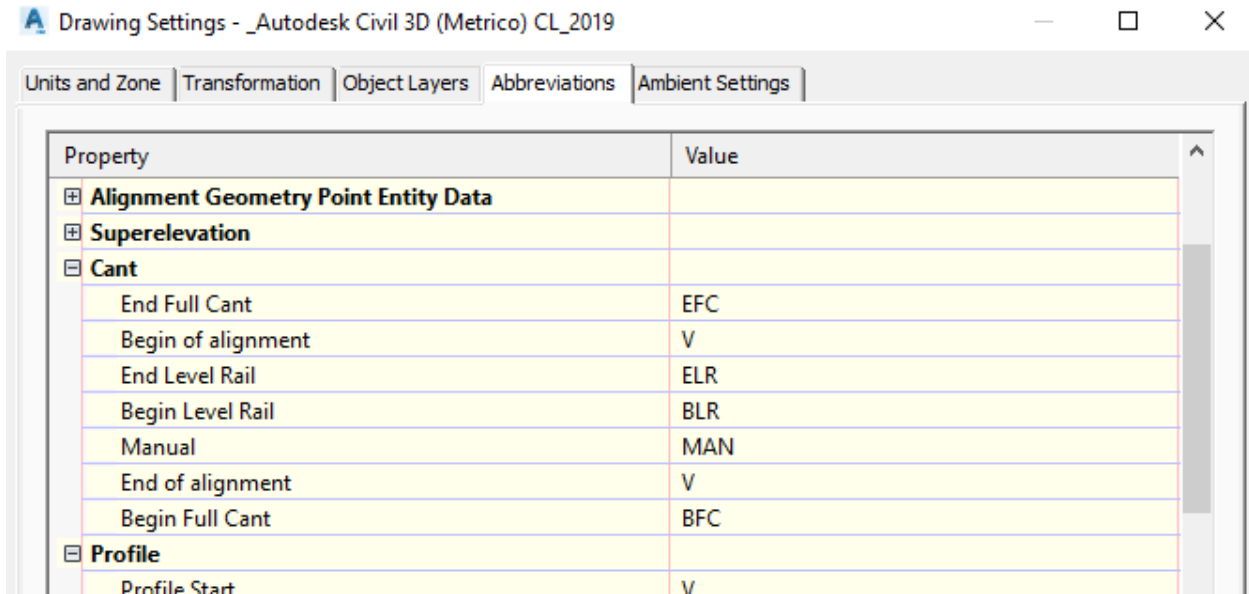 Drawing Settings - _Autodesk Civil 3D (Metrico) CL_2019
Units and Zone Transformation Object Layers Abbreviations Ambient Settings
Property Value
Alignment Geometry Point Entity Data
Superelevation
Cant
End Full Cant EFC
Begin of alignment V
End Level Rail ELR
Begin Level Rail BLR
Manual MAN
End of alignment V
Begin Full Cant BFC
Profile
Profile Start V